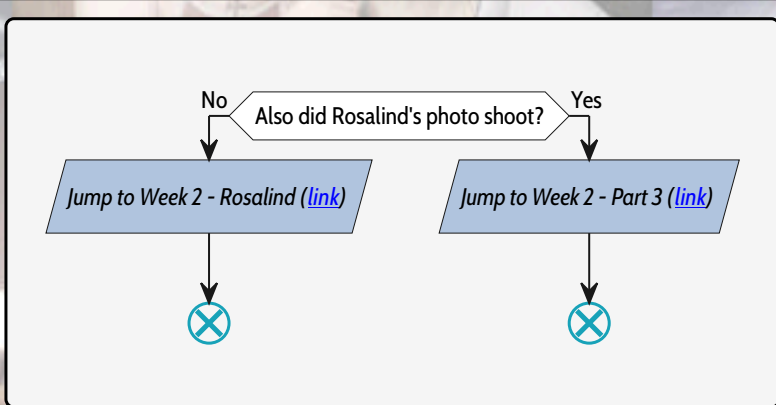 No
Also did Rosalind's photo shoot?
Yes
Jump to Week 2 - Rosalind (link)
Jump to Week 2 - Part 3 (link)